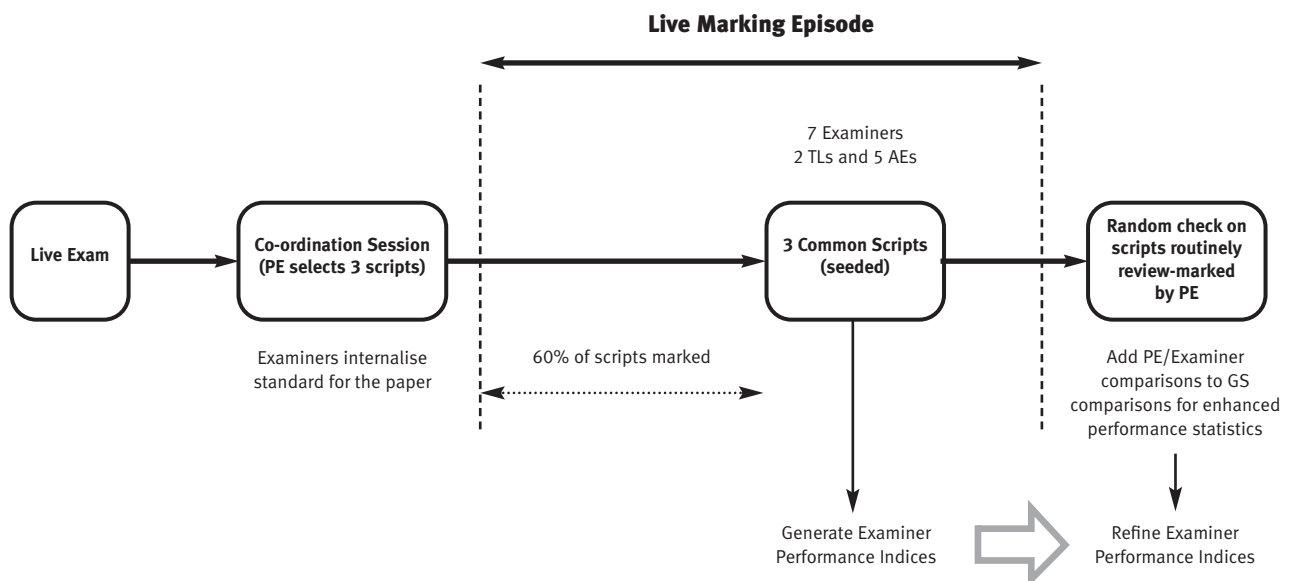 Live Marking Episode
7 Examiners
2 TLs and 5 AEs
Live Exam
Co-ordination Session
(PE selects 3 scripts)
3 Common Scripts
(seeded)
Random check on
scripts routinely
review-marked
by PE
Examiners internalise
standard for the paper
60% of scripts marked
Add PE/Examiner
comparisons to GS
comparisons for enhanced
performance statistics
Generate Examiner
Performance Indices
Refine Examiner
Performance Indices